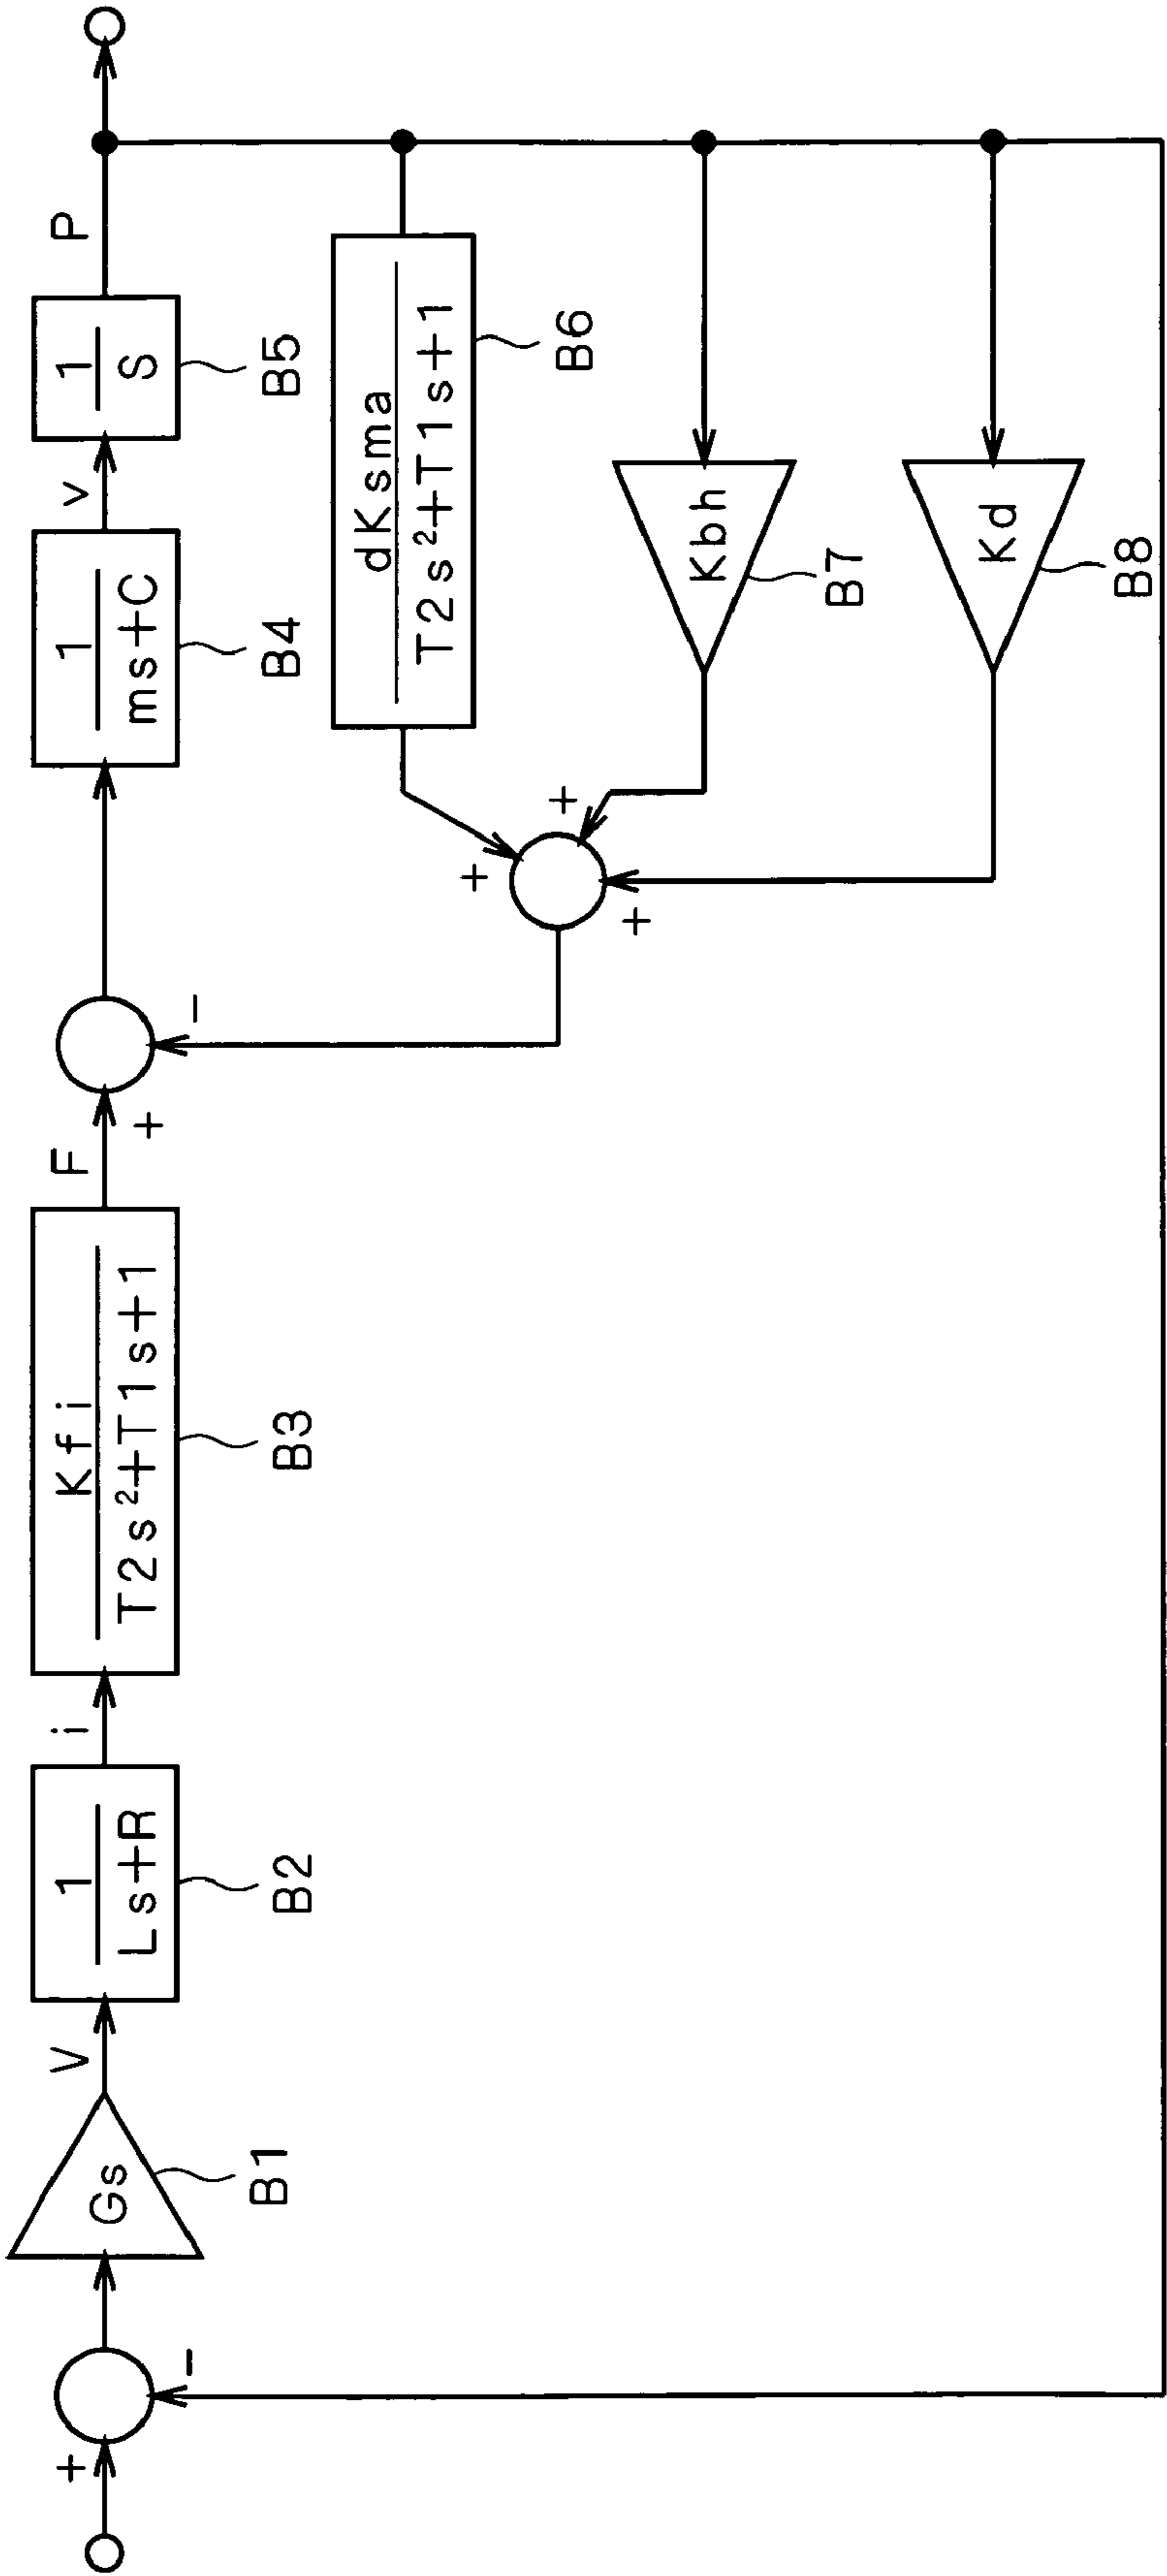 +
−
Gs
B1
V
1
Ls+R
B2
i
Kfi
T2s²+T1s+1
B3
F
+
−
1
ms+C
B4
v
1
S
B5
P
dKsma
T2s²+T1s+1
B6
+
+
+
Kbh
B7
Kd
B8